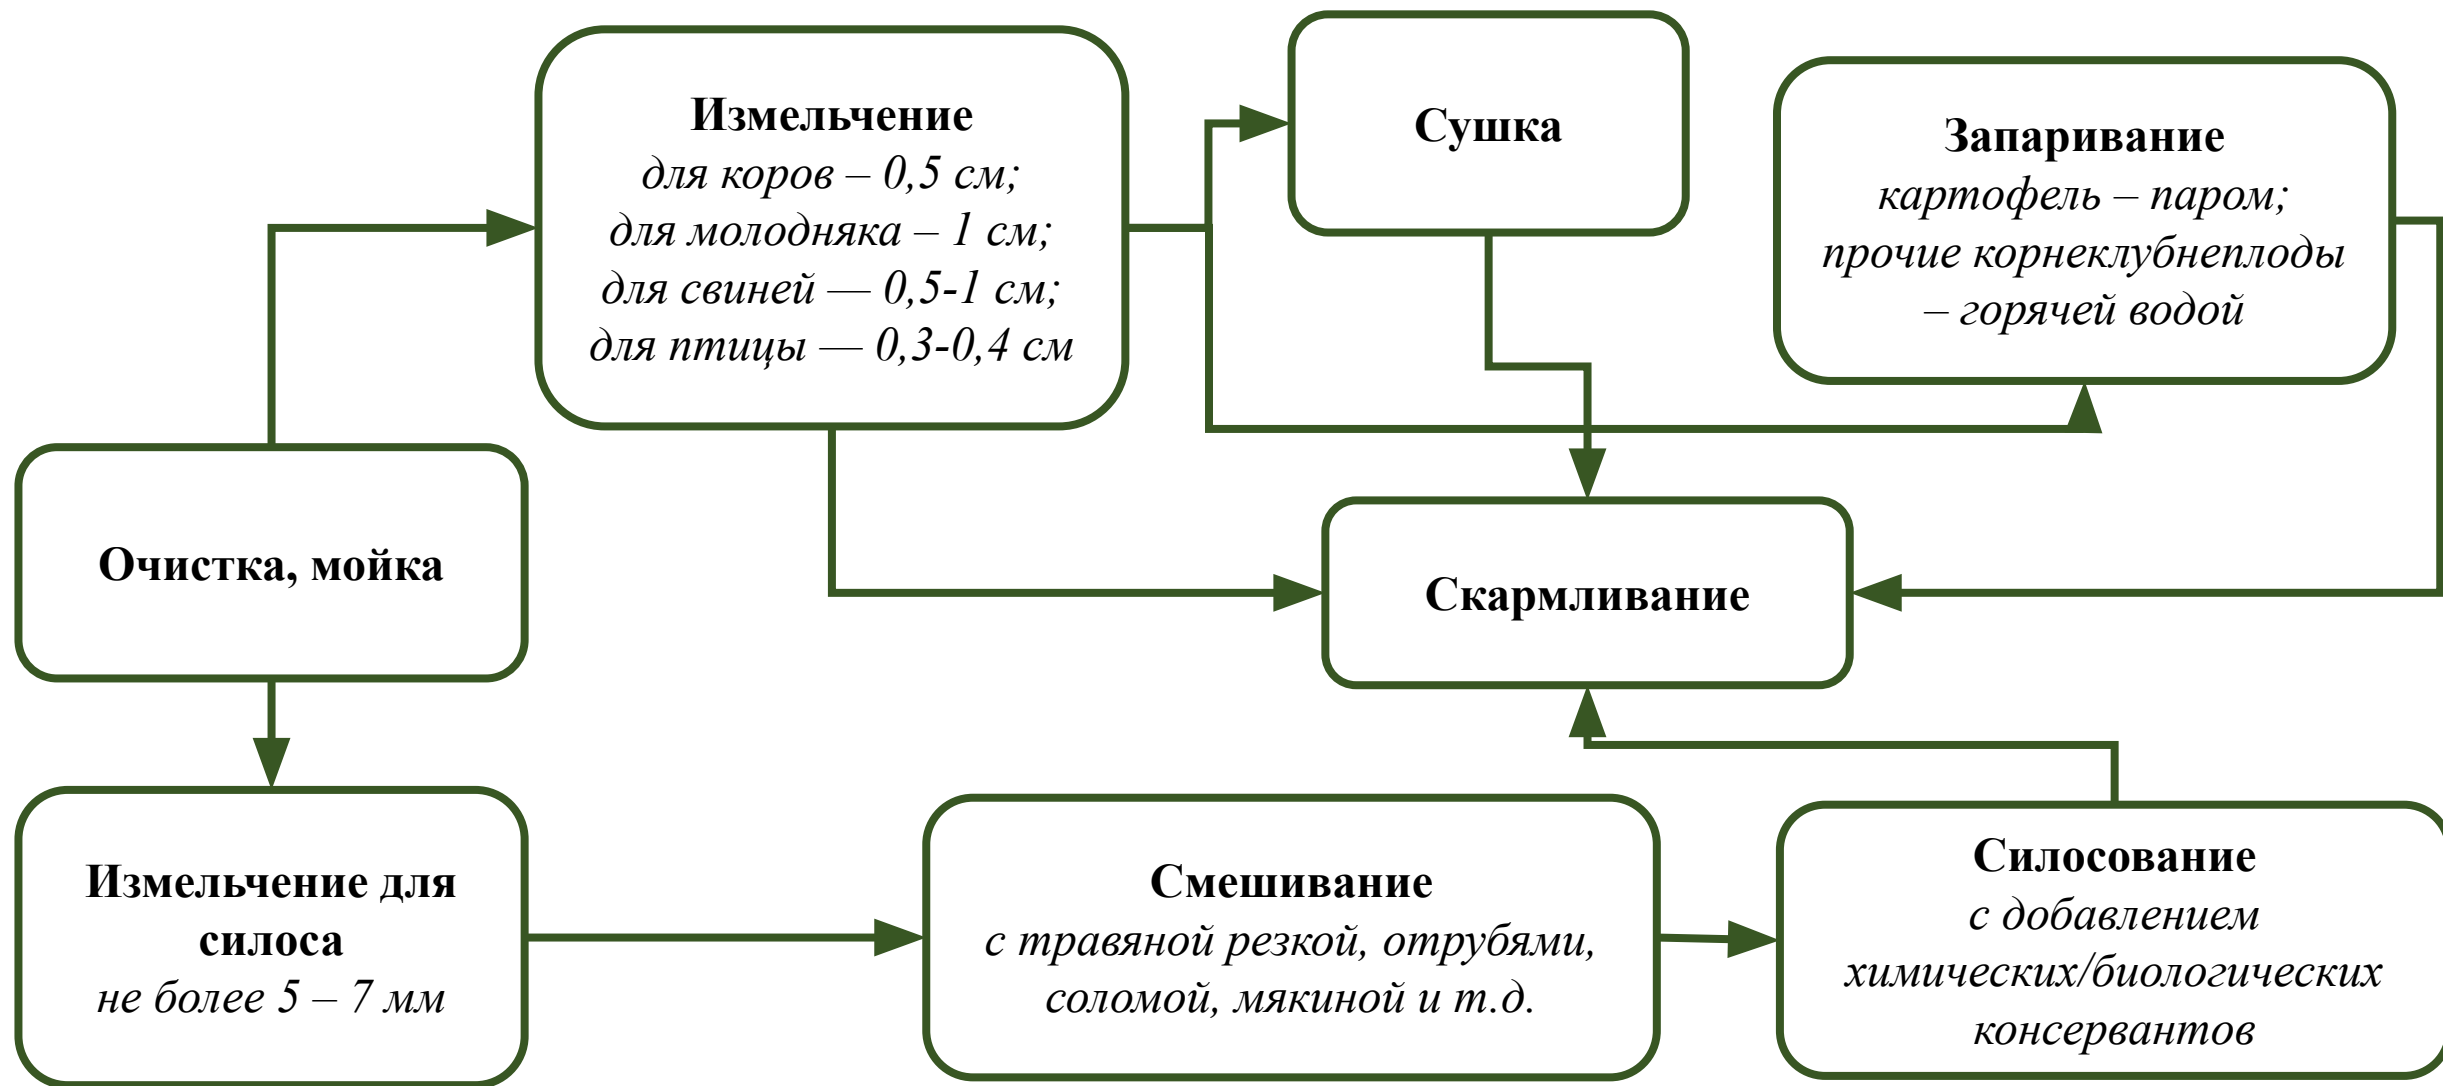 Измельчение
для коров – 0,5 см;
для молодняка – 1 см;
для свиней — 0,5-1 см;
для птицы — 0,3-0,4 см
Сушка
Запаривание
картофель – паром;
прочие корнеклубнеплоды
– горячей водой
Очистка, мойка
Скармливание
Измельчение для
силоса
не более 5 – 7 мм
Смешивание
с травяной резкой, отрубями,
соломой, мякиной и т.д.
Силосование
с добавлением
химических/биологических
консервантов